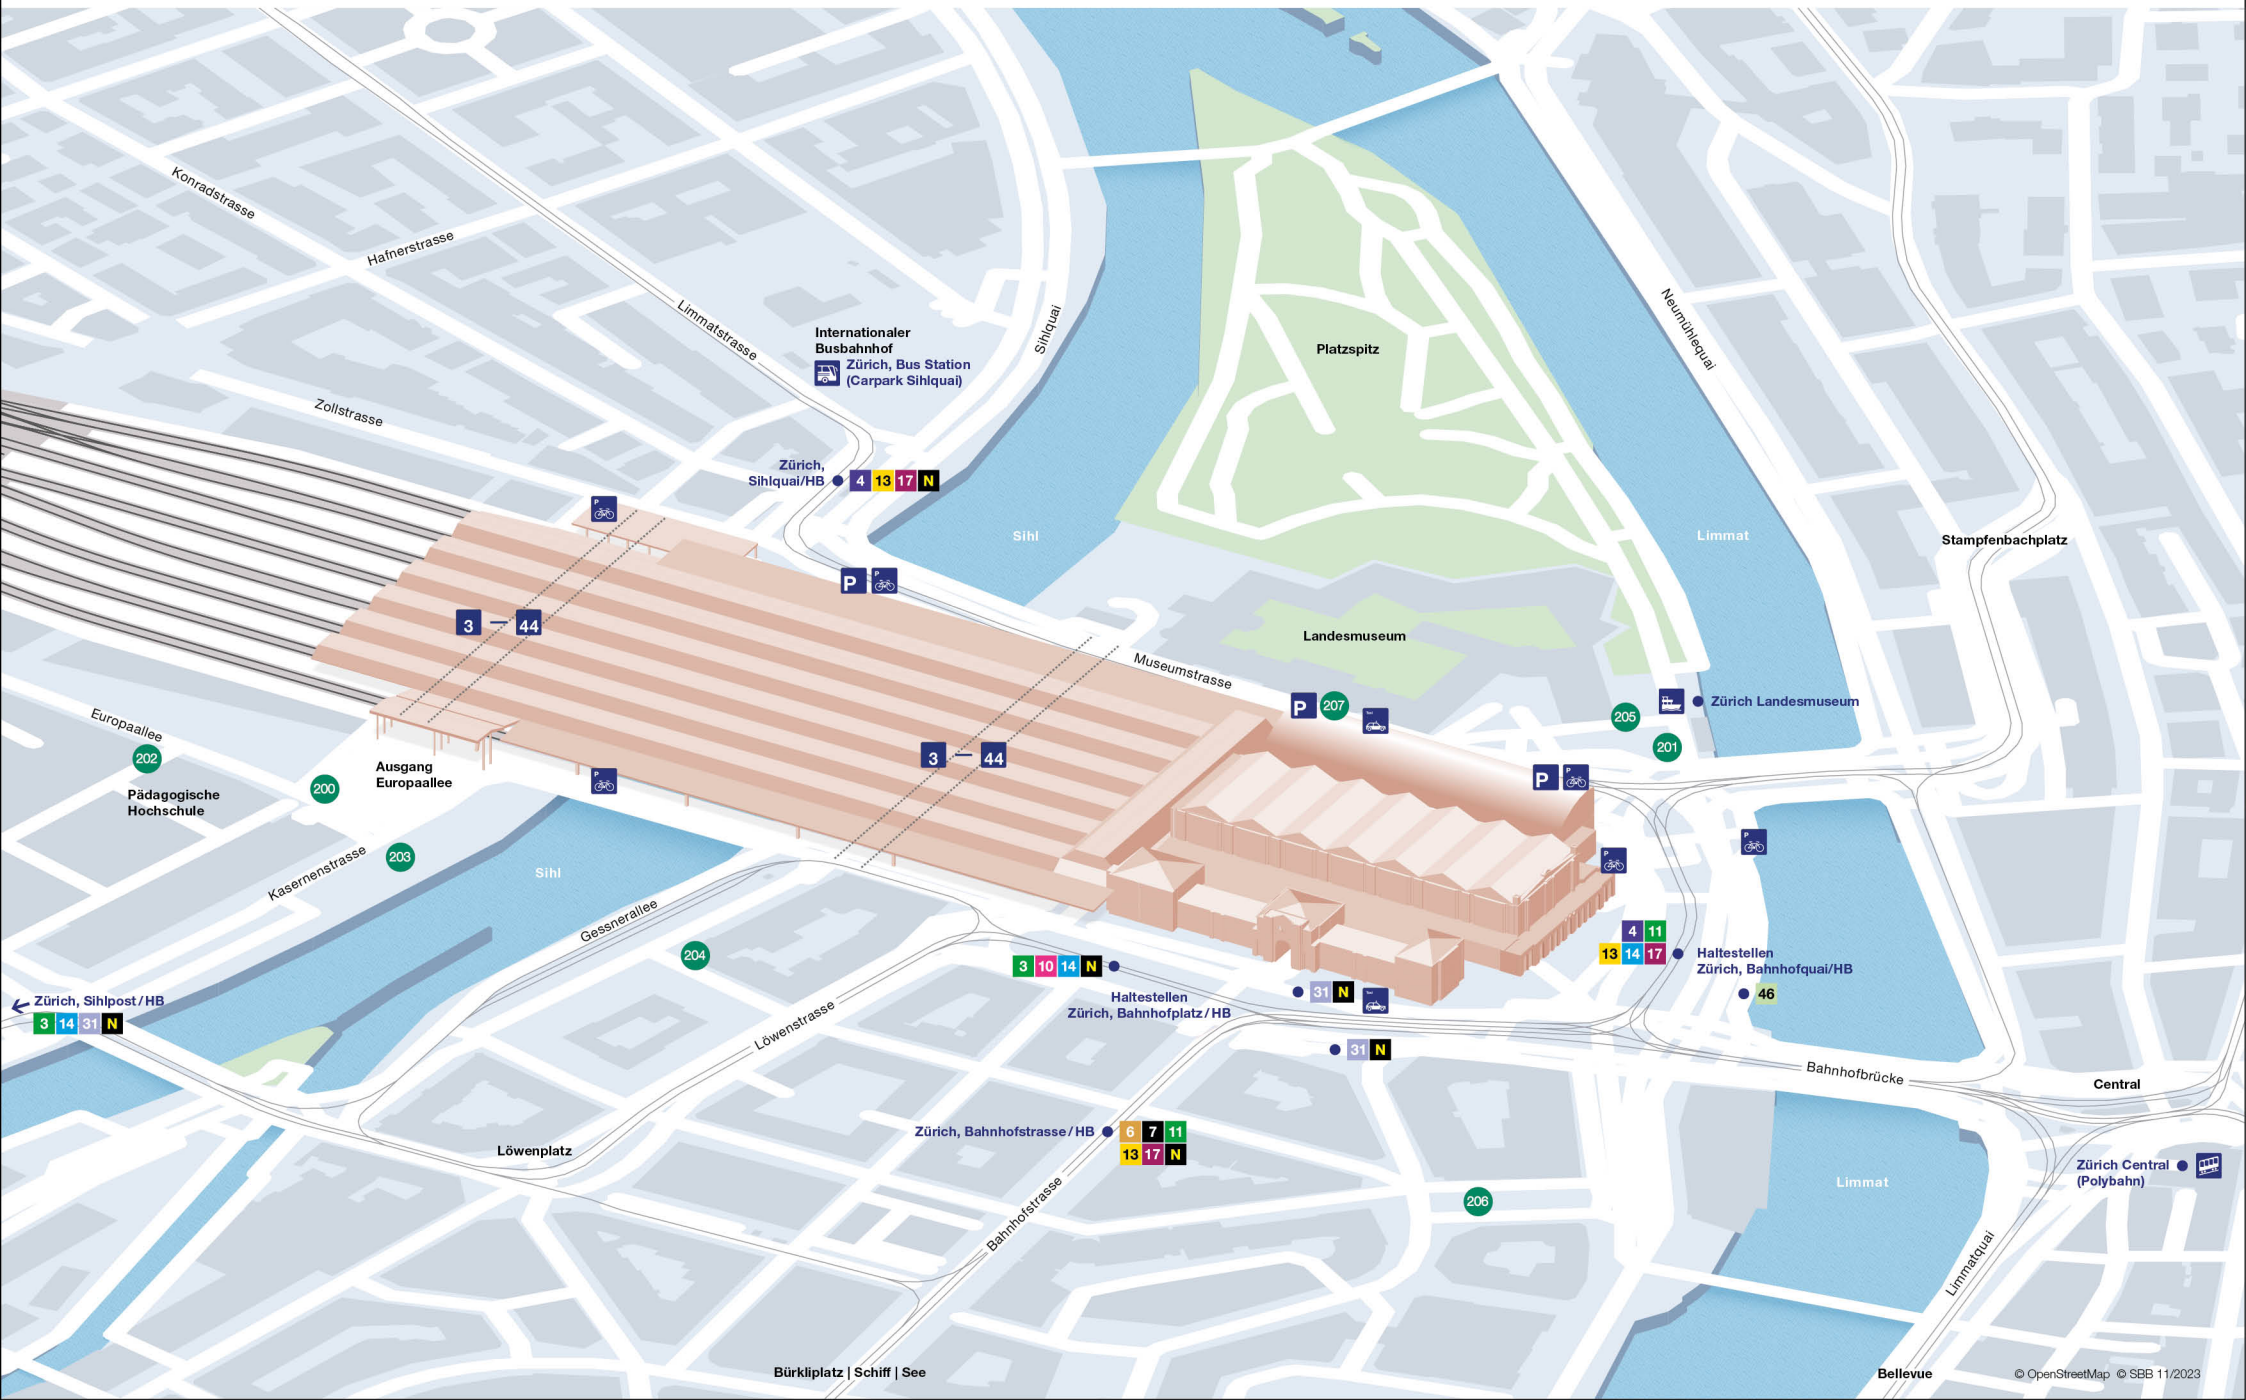 Konradstrasse
Hafnerstrasse
Limmatstrasse
Internationaler
Busbahnhof
Zürich, Bus Station
(Carpark Sihlquai)
Sihlquai
Platzspitz
Neumühlequai
Zollstrasse
Zürich,
Sihlquai/HB
4 13 17 N
P
Sihl
Limmat
Stampfenbachplatz
P P
3 – 44
Landesmuseum
Museumstrasse
P 207
Taxi
205
Zürich Landesmuseum
201
Europaallee
202
Pädagogische
Hochschule
200
Ausgang
Europaallee
3 – 44
P
P P
P
P
203
Kasernenstrasse
Sihl
Gessnerallee
204
4 11
13 14 17
Haltestellen
Zürich, Bahnhofquai/HB
46
3 10 14 N
Haltestellen
Zürich, Bahnhofplatz/HB
31 N
Taxi
31 N
Zürich, Sihlpost/HB
3 14 31 N
Löwenstrasse
Bahnhofbrücke
Central
Zürich, Bahnhofstrasse/HB
6 7 11
13 17 N
Löwenplatz
Zürich Central
(Polybahn)
Limmat
206
Bahnhofstrasse
Limmatquai
Bürkliplatz | Schiff | See
Bellevue
© OpenStreetMap © SBB 11/2023